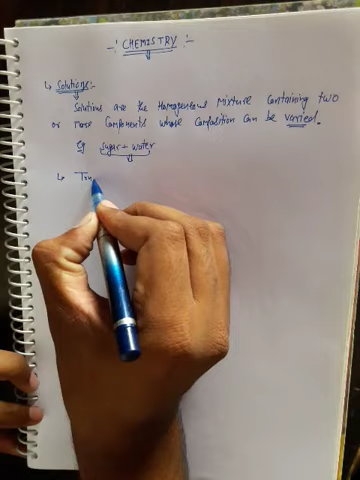 -: CHEMISTRY :-
↳ Solutions:-
Solutions are the Homogeneous Mixture Containing two
or more Components whose Composition can be varied.
Eg Sugar + water
↳